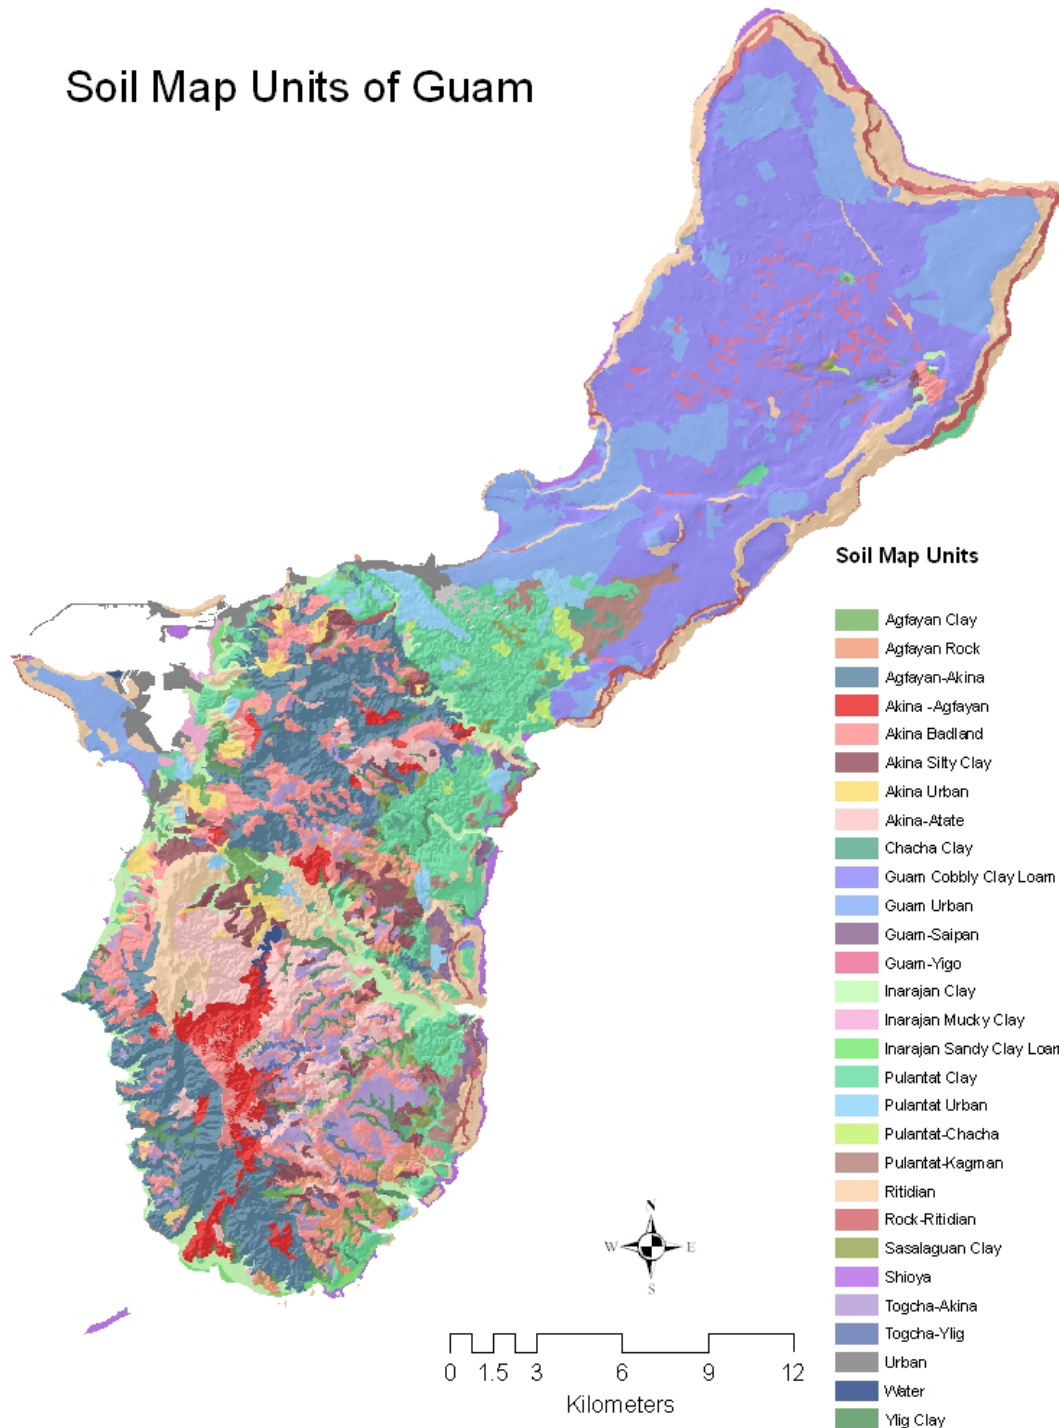 Soil Map Units of Guam
Soil Map Units
Agfayan Clay
Agfayan Rock
Agfayan-Akina
Akina -Agfayan
Akina Badland
Akina Silty Clay
Akina Urban
Akina-Atate
Chacha Clay
Guam Cobbly Clay Loam
Guam Urban
Guam-Saipan
Guam-Yigo
Inarajan Clay
Inarajan Mucky Clay
Inarajan Sandy Clay Loam
Pulantat Clay
Pulantat Urban
Pulantat-Chacha
Pulantat-Kagman
Ritidian
Rock-Ritidian
Sasalaguan Clay
Shioya
Togcha-Akina
Togcha-Ylig
Urban
Water
Ylig Clay
N
W E
S
0 1.5 3 6 9 12
Kilometers